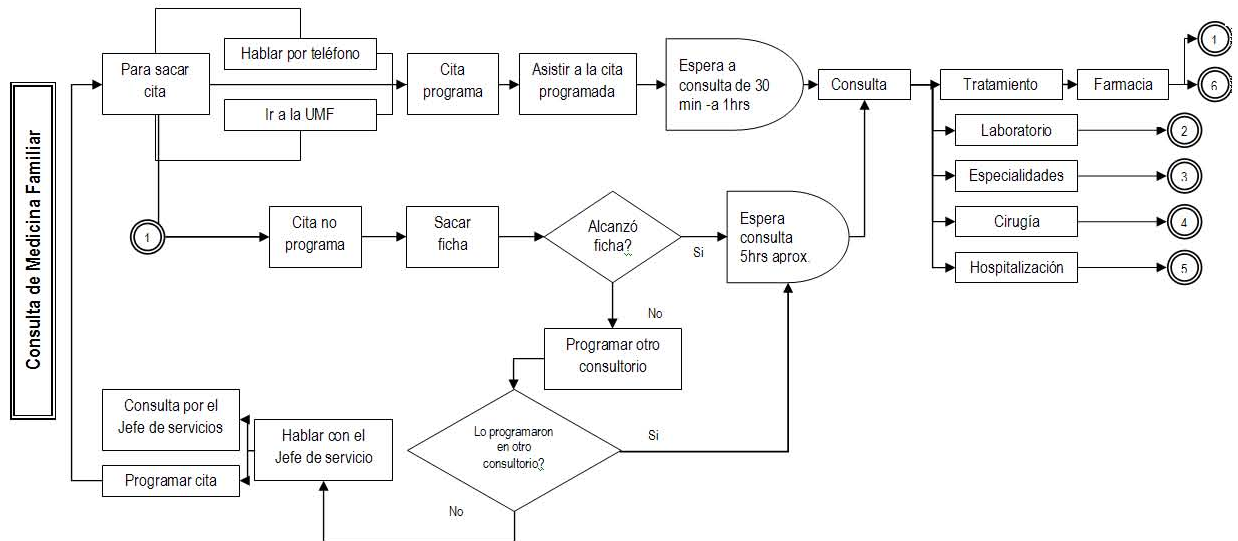 Consulta de Medicina Familiar
Para sacar
cita
Hablar por teléfono
Ir a la UMF
Cita
programa
Asistir a la cita
programada
Espera a
consulta de 30
min -a 1hrs
Consulta
Tratamiento
Farmacia
1
6
Laboratorio
2
Especialidades
3
Cirugía
4
Hospitalización
5
1
Cita no
programa
Sacar
ficha
Alcanzó
ficha?
Si
Espera
consulta
5hrs aprox.
No
Programar otro
consultorio
Lo programaron
en otro
consultorio?
Si
No
Hablar con el
Jefe de servicio
Consulta por el
Jefe de servicios
Programar cita